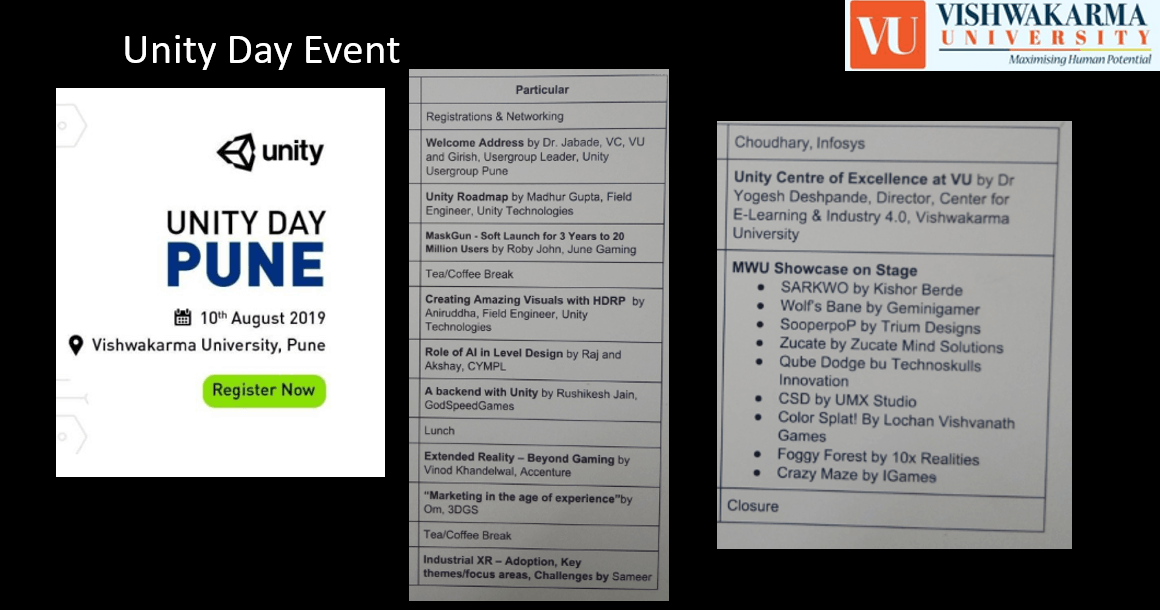 Unity Day Event
VU
VISHWAKARMA
UNIVERSITY
Maximising Human Potential
unity
UNITY DAY
PUNE
10th August 2019
Vishwakarma University, Pune
Register Now
Particular
Registrations & Networking
Welcome Address by Dr. Jabade, VC, VU
and Girish, Usergroup Leader, Unity
Usergroup Pune
Unity Roadmap by Madhur Gupta, Field
Engineer, Unity Technologies
MaskGun - Soft Launch for 3 Years to 20
Million Users by Roby John, June Gaming
Tea/Coffee Break
Creating Amazing Visuals with HDRP by
Aniruddha, Field Engineer, Unity
Technologies
Role of AI in Level Design by Raj and
Akshay, CYMPL
A backend with Unity by Rushikesh Jain,
GodSpeedGames
Lunch
Extended Reality – Beyond Gaming by
Vinod Khandelwal, Accenture
“Marketing in the age of experience”by
Om, 3DGS
Tea/Coffee Break
Industrial XR – Adoption, Key
themes/focus areas, Challenges by Sameer
Choudhary, Infosys
Unity Centre of Excellence at VU by Dr
Yogesh Deshpande, Director, Center for
E-Learning & Industry 4.0, Vishwakarma
University
MWU Showcase on Stage
● SARKWO by Kishor Berde
● Wolf's Bane by Geminigamer
● SooperpoP by Trium Designs
● Zucate by Zucate Mind Solutions
● Qube Dodge bu Technoskulls
Innovation
● CSD by UMX Studio
● Color Splat! By Lochan Vishvanath
Games
● Foggy Forest by 10x Realities
● Crazy Maze by IGames
Closure